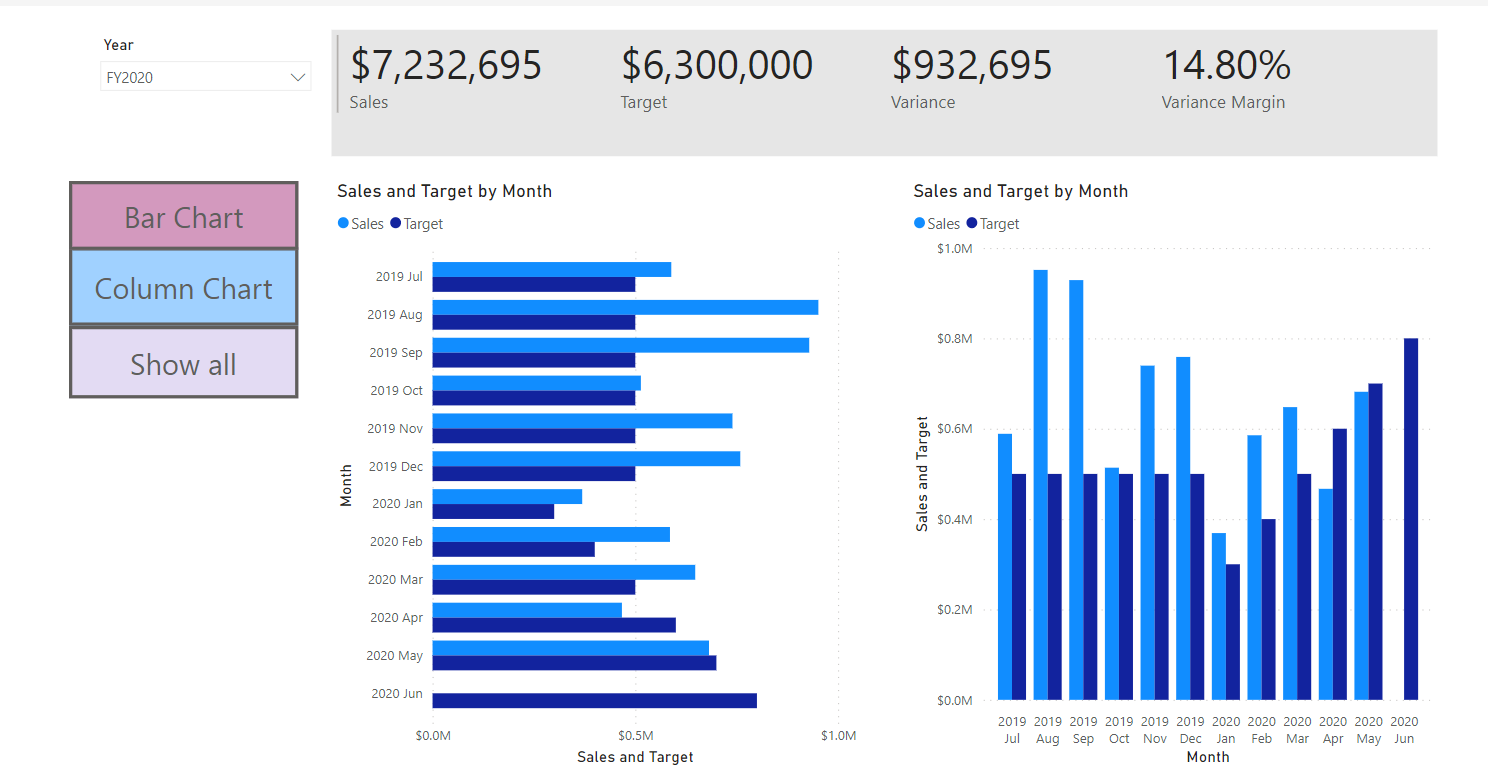 Year
FY2020
$7,232,695
Sales
$6,300,000
Target
$932,695
Variance
14.80%
Variance Margin
Bar Chart
Column Chart
Show all
Sales and Target by Month
Sales Target
Month
2019 Jul
2019 Aug
2019 Sep
2019 Oct
2019 Nov
2019 Dec
2020 Jan
2020 Feb
2020 Mar
2020 Apr
2020 May
2020 Jun
$0.0M $0.5M $1.0M
Sales and Target
Sales and Target by Month
Sales Target
Sales and Target
$1.0M
$0.8M
$0.6M
$0.4M
$0.2M
$0.0M
2019 2019 2019 2019 2019 2019 2020 2020 2020 2020 2020 2020
Jul Aug Sep Oct Nov Dec Jan Feb Mar Apr May Jun
Month